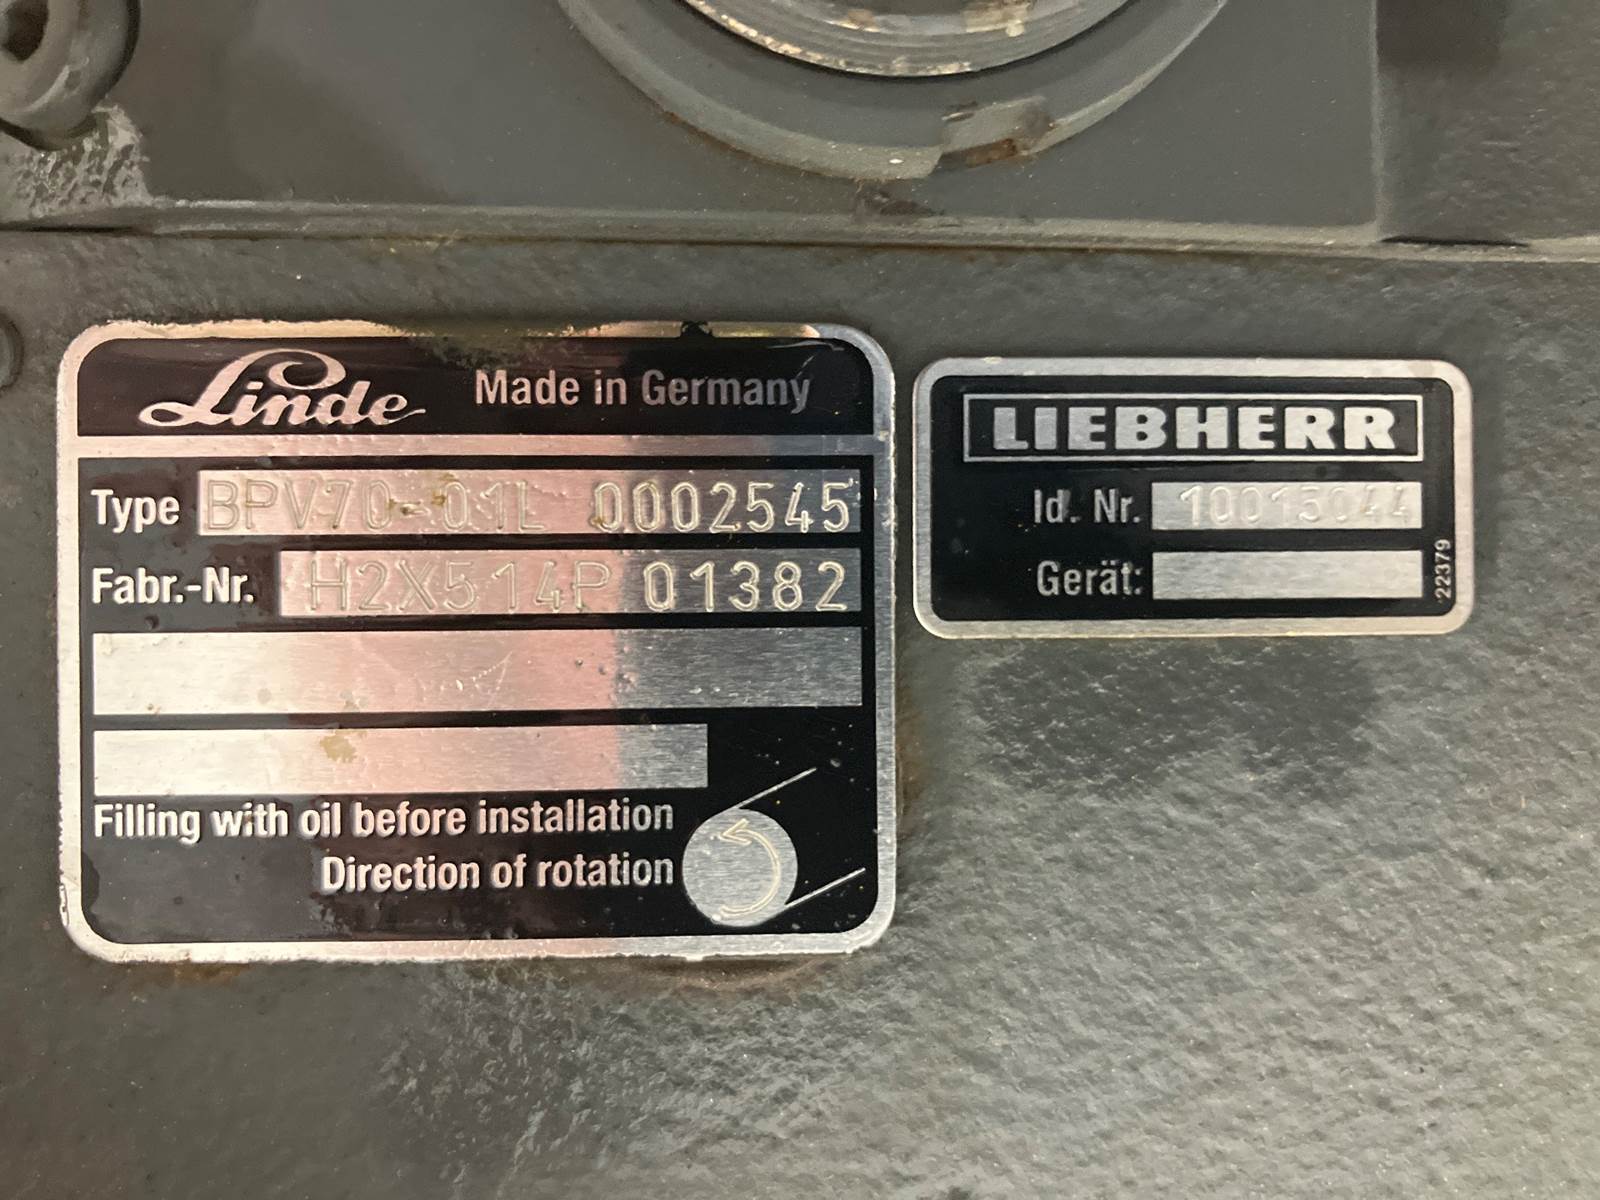 Linde Made in Germany
Type BPV70-01L 0002545
Fabr.-Nr. H2X514P 01382
Filling with oil before installation
Direction of rotation
LIEBHERR
Id. Nr. 10015044
Gerät:
22379